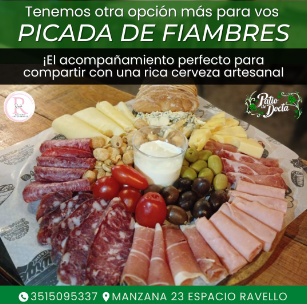 Tenemos otra opción más para vos
PICADA DE FIAMBRES
¡El acompañamiento perfecto para
compartir con una rica cerveza artesanal
R
Patio
Docta
3515095337 MANZANA 23 ESPACIO RAVELLO